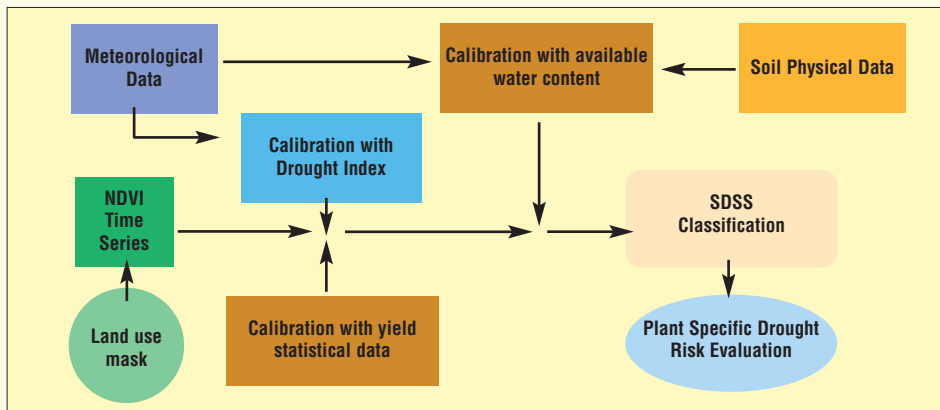 Meteorological
Data
Calibration with available
water content
Soil Physical Data
Calibration with
Drought Index
NDVI
Time
Series
SDSS
Classification
Land use
mask
Calibration with yield
statistical data
Plant Specific Drought
Risk Evaluation